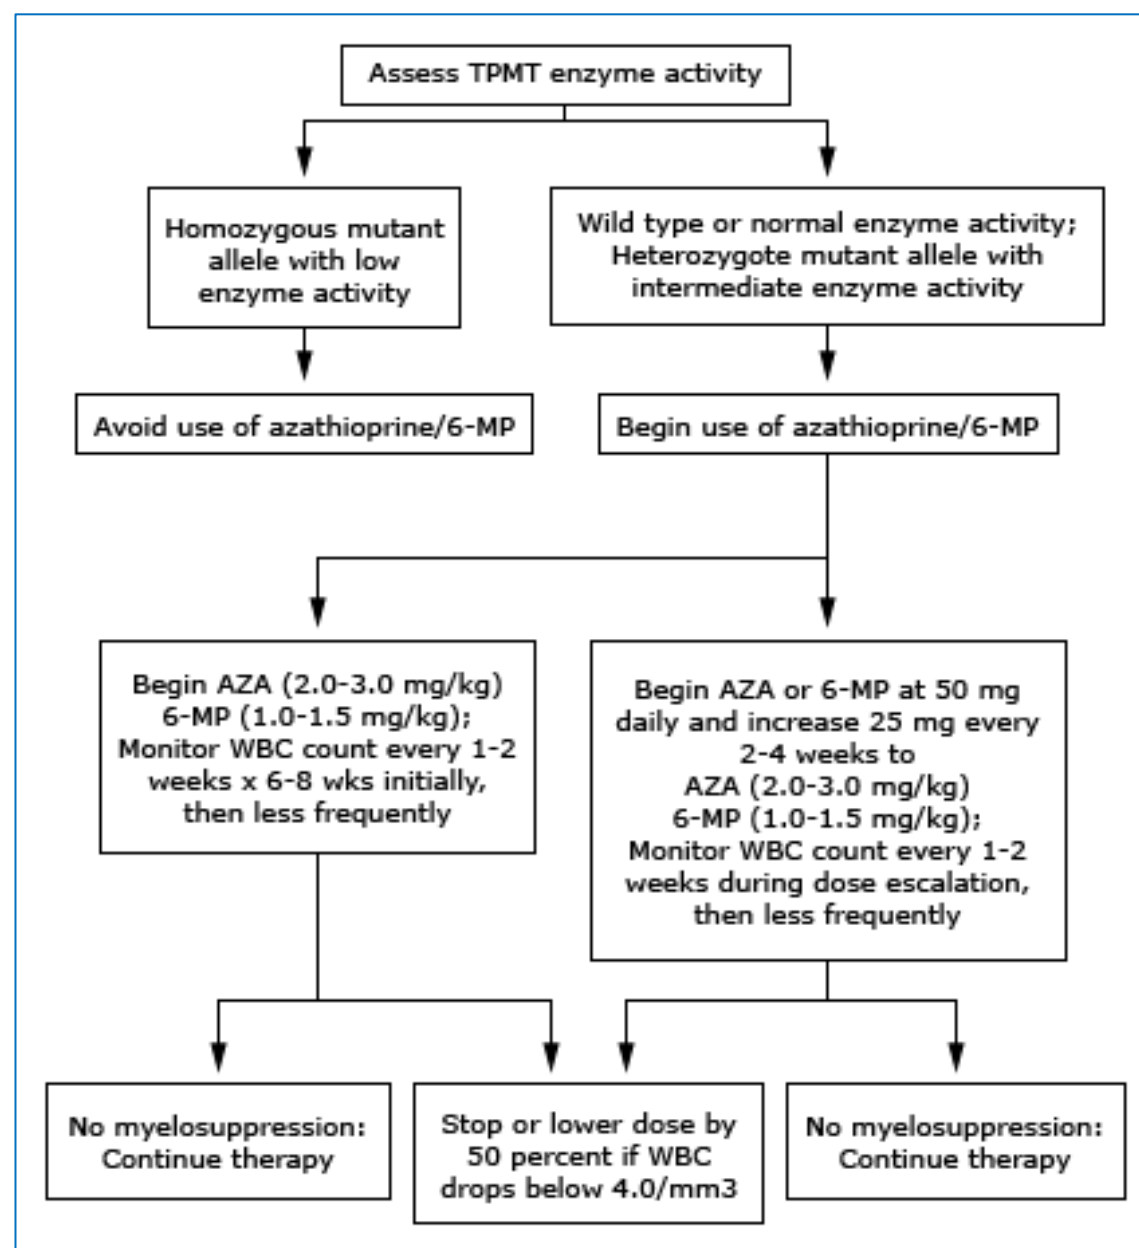 Assess TPMT enzyme activity
Homozygous mutant
allele with low
enzyme activity
Wild type or normal enzyme activity;
Heterozygote mutant allele with
intermediate enzyme activity
Avoid use of azathioprine/6-MP
Begin use of azathioprine/6-MP
Begin AZA (2.0-3.0 mg/kg)
6-MP (1.0-1.5 mg/kg);
Monitor WBC count every 1-2
weeks x 6-8 wks initially,
then less frequently
Begin AZA or 6-MP at 50 mg
daily and increase 25 mg every
2-4 weeks to
AZA (2.0-3.0 mg/kg)
6-MP (1.0-1.5 mg/kg);
Monitor WBC count every 1-2
weeks during dose escalation,
then less frequently
No myelosuppression:
Continue therapy
Stop or lower dose by
50 percent if WBC
drops below 4.0/mm3
No myelosuppression:
Continue therapy